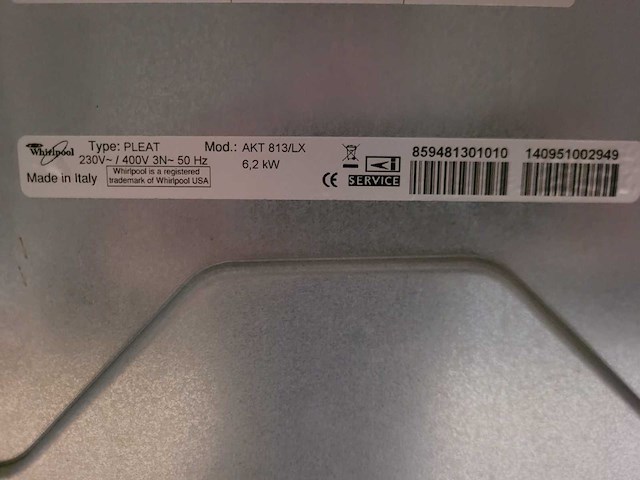 Whirlpool
Type: PLEAT Mod.: AKT 813/LX
230V~ / 400V 3N~ 50 Hz 6,2 kW
Made in Italy
Whirlpool is a registered
trademark of Whirlpool USA
CE SERVICE
859481301010 140951002949